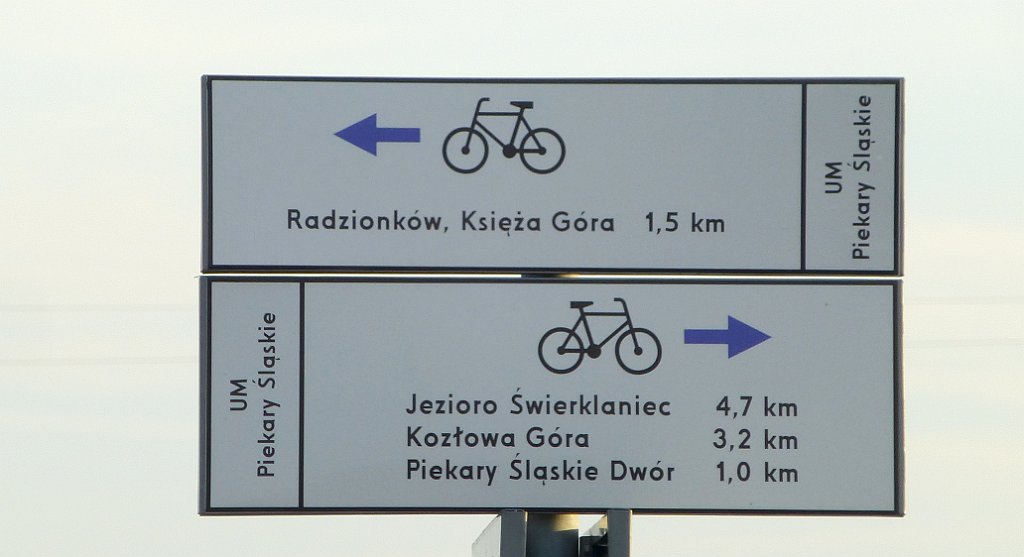 Radzionków, Księża Góra 1,5 km
UM
Piekary Śląskie
UM
Piekary Śląskie
Jezioro Świerklaniec 4,7 km
Kozłowa Góra 3,2 km
Piekary Śląskie Dwór 1,0 km